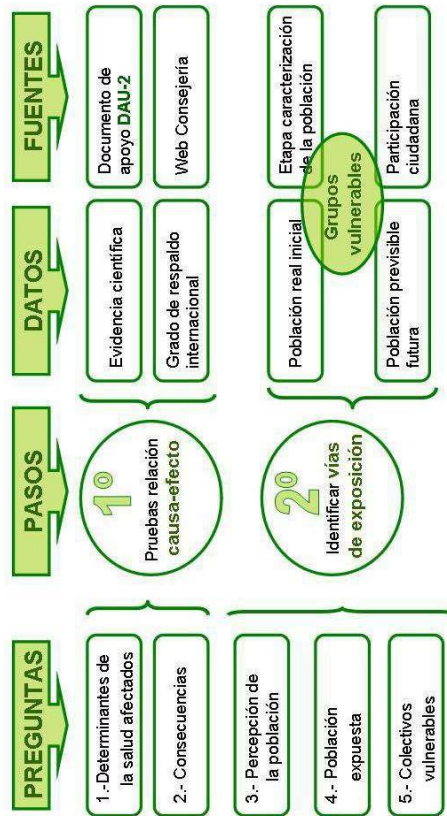 PREGUNTAS
PASOS
DATOS
FUENTES
1.-Determinantes de
la salud afectados
2.- Consecuencias
3.- Percepción de
la población
4.- Población
expuesta
5.- Colectivos
vulnerables
1º
Pruebas relación
causa-efecto
2º
Identificar vías
de exposición
Evidencia científica
Grado de respaldo
internacional
Población real inicial
Población previsible
futura
Documento de
apoyo DAU-2
Web Consejería
Etapa caracterización
de la población
Participación
ciudadana
Grupos
vulnerables